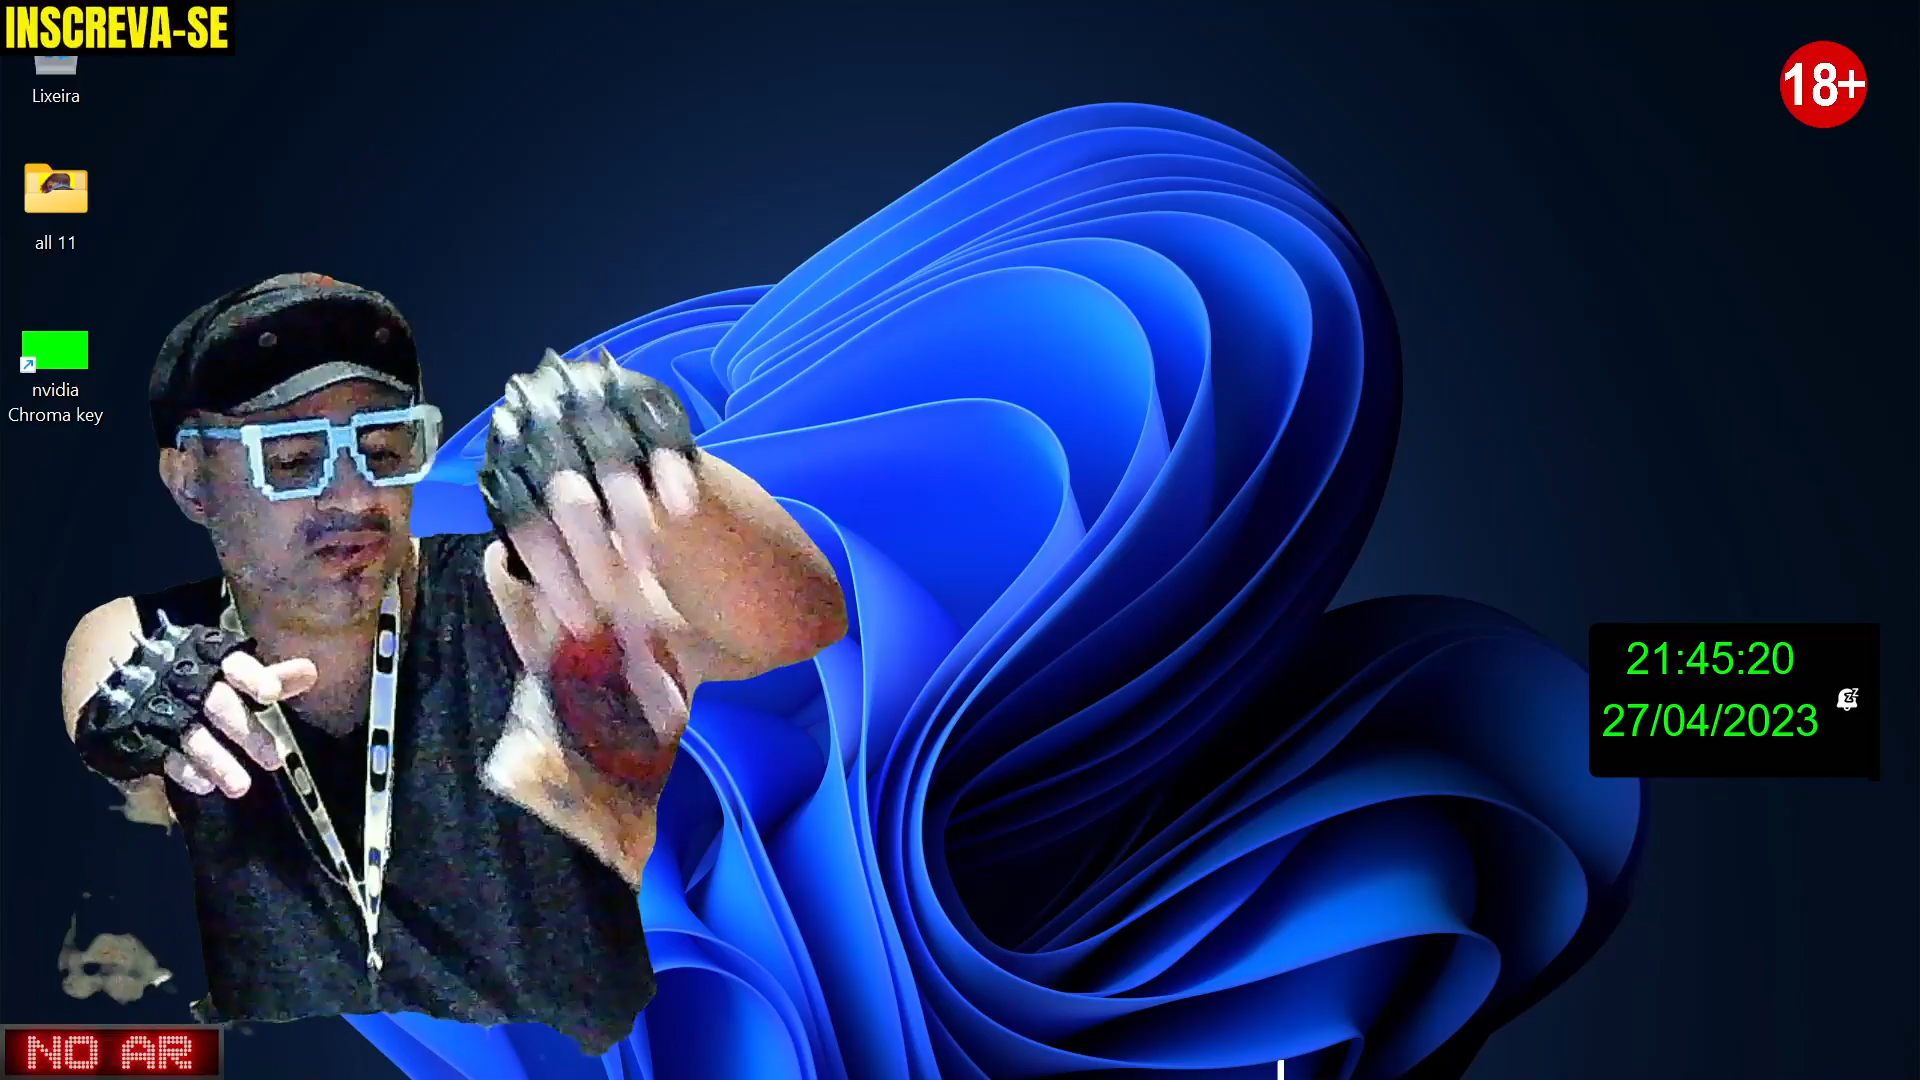 INSCREVA-SE
18+
Lixeira
all 11
nvidia
Chroma key
21:45:20
27/04/2023
NO AR